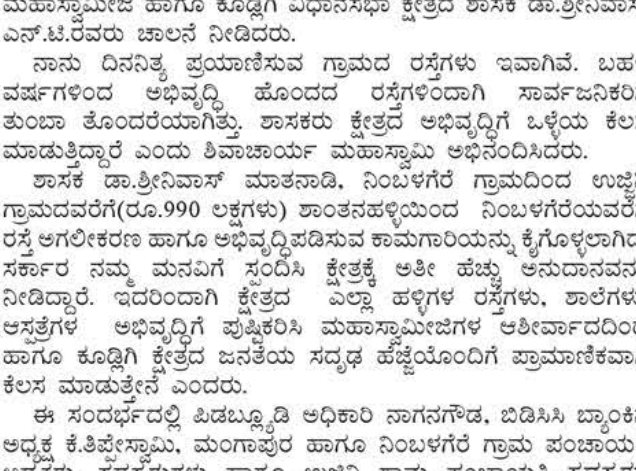 ಮಹಾಸ್ವಾಮೀಜಿ ಹಾಗೂ ಕೂಡ್ಲಿಗಿ ವಿಧಾನಸಭಾ ಕ್ಷೇತ್ರದ ಶಾಸಕ ಡಾ.ಶ್ರೀನಿವಾಸ್
ಎನ್.ಟಿ.ರವರು ಚಾಲನೆ ನೀಡಿದರು.
ನಾನು ದಿನನಿತ್ಯ ಪ್ರಯಾಣಿಸುವ ಗ್ರಾಮದ ರಸ್ತೆಗಳು ಇವಾಗಿವೆ. ಬಹ
ವರ್ಷಗಳಿಂದ ಅಭಿವೃದ್ಧಿ ಹೊಂದದ ರಸ್ತೆಗಳಿಂದಾಗಿ ಸಾರ್ವಜನಿಕರಿ
ತುಂಬಾ ತೊಂದರೆಯಾಗಿತ್ತು. ಶಾಸಕರು ಕ್ಷೇತ್ರದ ಅಭಿವೃದ್ಧಿಗೆ ಒಳ್ಳೆಯ ಕೆಲ
ಮಾಡುತ್ತಿದ್ದಾರೆ ಎಂದು ಶಿವಾಚಾರ್ಯ ಮಹಾಸ್ವಾಮಿ ಅಭಿನಂದಿಸಿದರು.
ಶಾಸಕ ಡಾ.ಶ್ರೀನಿವಾಸ್ ಮಾತನಾಡಿ, ನಿಂಬಳಗೆರೆ ಗ್ರಾಮದಿಂದ ಉಜ್ಜಿ
ಗ್ರಾಮದವರೆಗೆ(ರೂ.990 ಲಕ್ಷಗಳು) ಶಾಂತನಹಳ್ಳಿಯಿಂದ ನಿಂಬಳಗೆರೆಯವರೆ
ರಸ್ತೆ ಅಗಲೀಕರಣ ಹಾಗೂ ಅಭಿವೃದ್ಧಿಪಡಿಸುವ ಕಾಮಗಾರಿಯನ್ನು ಕೈಗೊಳ್ಳಲಾಗಿದ
ಸರ್ಕಾರ ನಮ್ಮ ಮನವಿಗೆ ಸ್ಪಂದಿಸಿ ಕ್ಷೇತ್ರಕ್ಕೆ ಅತೀ ಹೆಚ್ಚು ಅನುದಾನವನ
ನೀಡಿದ್ದಾರೆ. ಇದರಿಂದಾಗಿ ಕ್ಷೇತ್ರದ ಎಲ್ಲಾ ಹಳ್ಳಿಗಳ ರಸ್ತೆಗಳು, ಶಾಲೆಗಳ
ಆಸ್ಪತ್ರೆಗಳ ಅಭಿವೃದ್ಧಿಗೆ ಪುಷ್ಟಿಕರಿಸಿ ಮಹಾಸ್ವಾಮೀಜಿಗಳ ಆಶೀರ್ವಾದದಿಂದ
ಹಾಗೂ ಕೂಡ್ಲಿಗಿ ಕ್ಷೇತ್ರದ ಜನತೆಯ ಸದೃಢ ಹೆಜ್ಜೆಯೊಂದಿಗೆ ಪ್ರಾಮಾಣಿಕವಾ
ಕೆಲಸ ಮಾಡುತ್ತೇನೆ ಎಂದರು.
ಈ ಸಂದರ್ಭದಲ್ಲಿ ಪಿಡಬ್ಲ್ಯೂಡಿ ಅಧಿಕಾರಿ ನಾಗನಗೌಡ, ಬಿಡಿಸಿಸಿ ಬ್ಯಾಂಕಿ
ಅಧ್ಯಕ್ಷ ಕೆ.ತಿಪ್ಪೇಸ್ವಾಮಿ, ಮಂಗಾಪುರ ಹಾಗೂ ನಿಂಬಳಗೆರೆ ಗ್ರಾಮ ಪಂಚಾಯ